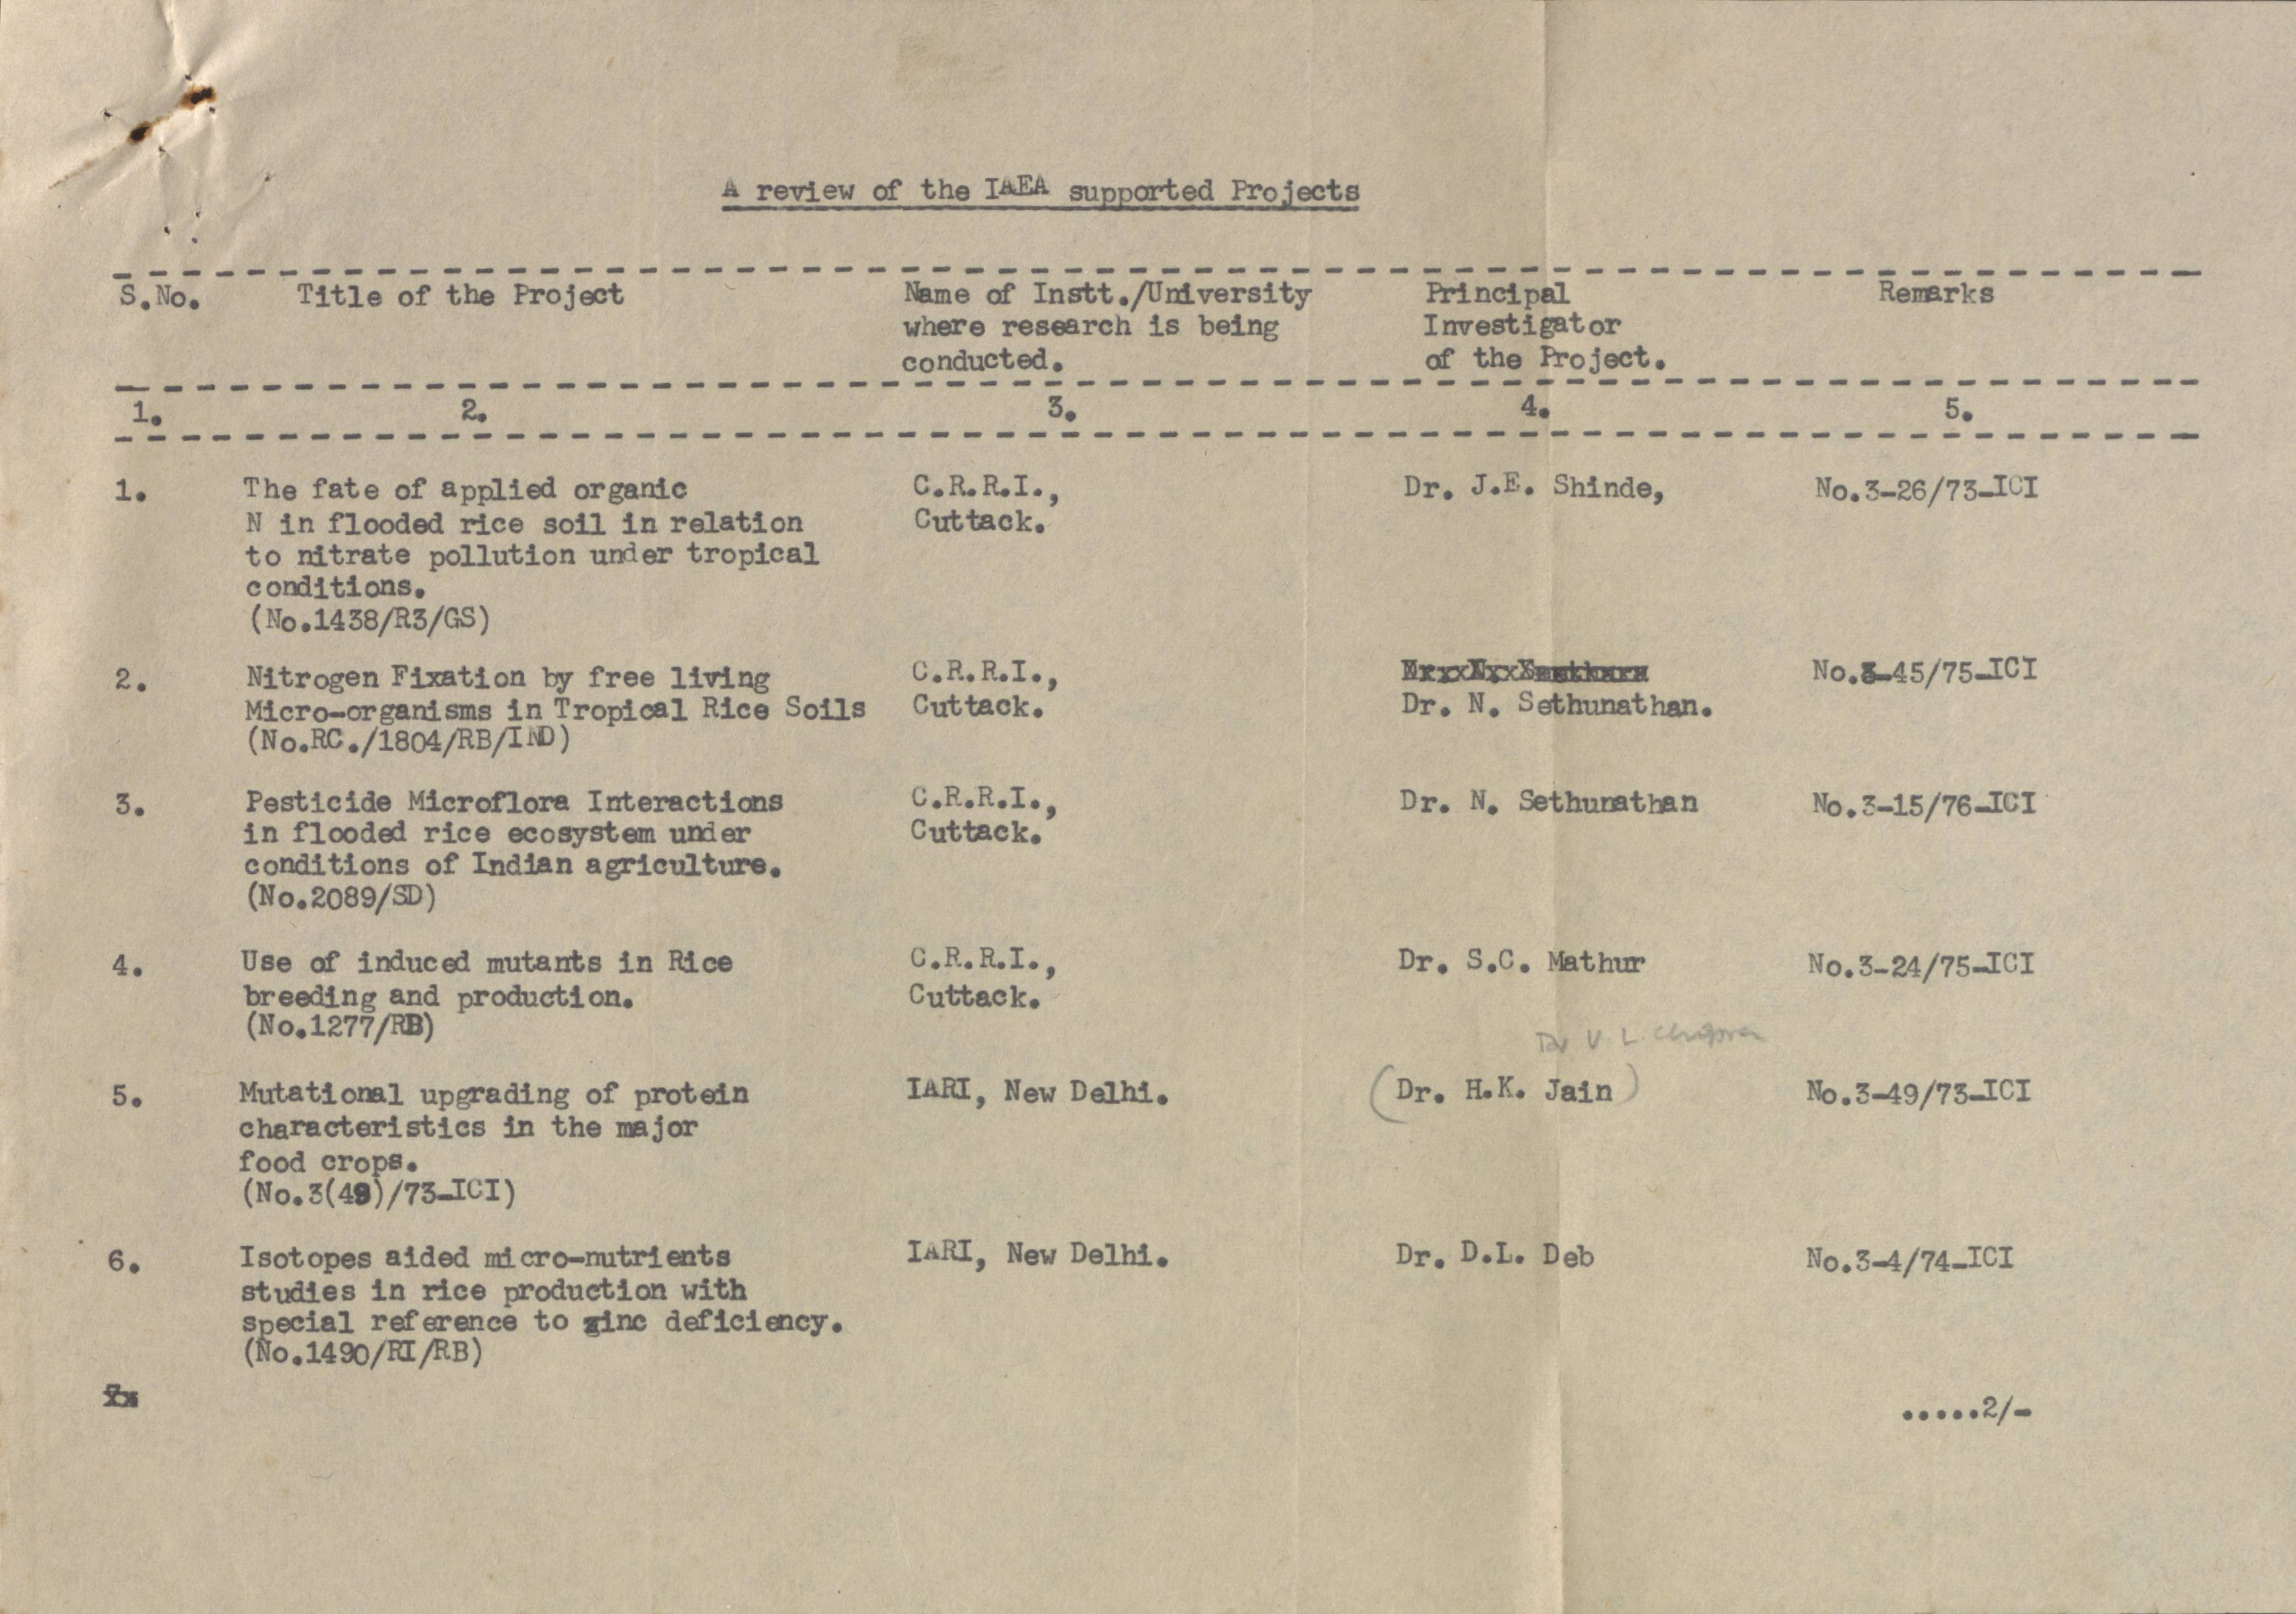 A review of the IAEA supported Projects
S.No. Title of the Project Name of Instt./University Principal Remarks
where research is being Investigator
conducted. of the Project.
1. 2. 3. 4. 5.
1. The fate of applied organic C.R.R.I., Dr. J.E. Shinde, No.3-26/73-ICI
N in flooded rice soil in relation Cuttack.
to nitrate pollution under tropical
conditions.
(No.1438/R3/GS)
2. Nitrogen Fixation by free living C.R.R.I., No.3-45/75-ICI
Micro-organisms in Tropical Rice Soils Cuttack. Dr. N. Sethunathan.
(No.RC./1804/RB/IND)
3. Pesticide Microflora Interactions C.R.R.I., Dr. N. Sethunathan No.3-15/76-ICI
in flooded rice ecosystem under Cuttack.
conditions of Indian agriculture.
(No.2089/SD)
4. Use of induced mutants in Rice C.R.R.I., Dr. S.C. Mathur No.3-24/75-ICI
breeding and production. Cuttack.
(No.1277/RB)
Dr V. L. Chopra
5. Mutational upgrading of protein IARI, New Delhi. (Dr. H.K. Jain) No.3-49/73-ICI
characteristics in the major
food crops.
(No.3(49)/73-ICI)
6. Isotopes aided micro-nutrients IARI, New Delhi. Dr. D.L. Deb No.3-4/74-ICI
studies in rice production with
special reference to zinc deficiency.
(No.1490/RI/RB)
.....2/-